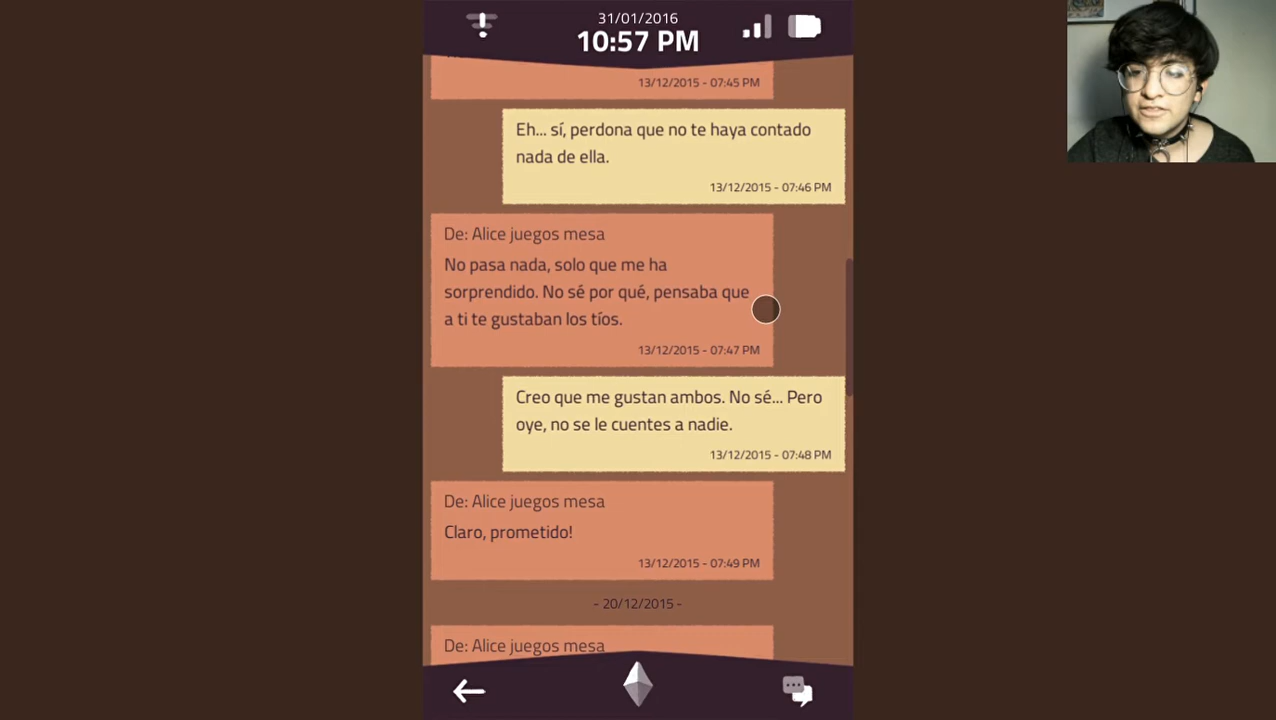 31/01/2016
10:57 PM
13/12/2015 - 07:45 PM
Eh... sí, perdona que no te haya contado
nada de ella.
13/12/2015 - 07:46 PM
De: Alice juegos mesa
No pasa nada, solo que me ha
sorprendido. No sé por qué, pensaba que
a ti te gustaban los tíos.
13/12/2015 - 07:47 PM
Creo que me gustan ambos. No sé... Pero
oye, no se le cuentes a nadie.
13/12/2015 - 07:48 PM
De: Alice juegos mesa
Claro, prometido!
13/12/2015 - 07:49 PM
- 20/12/2015 -
De: Alice juegos mesa